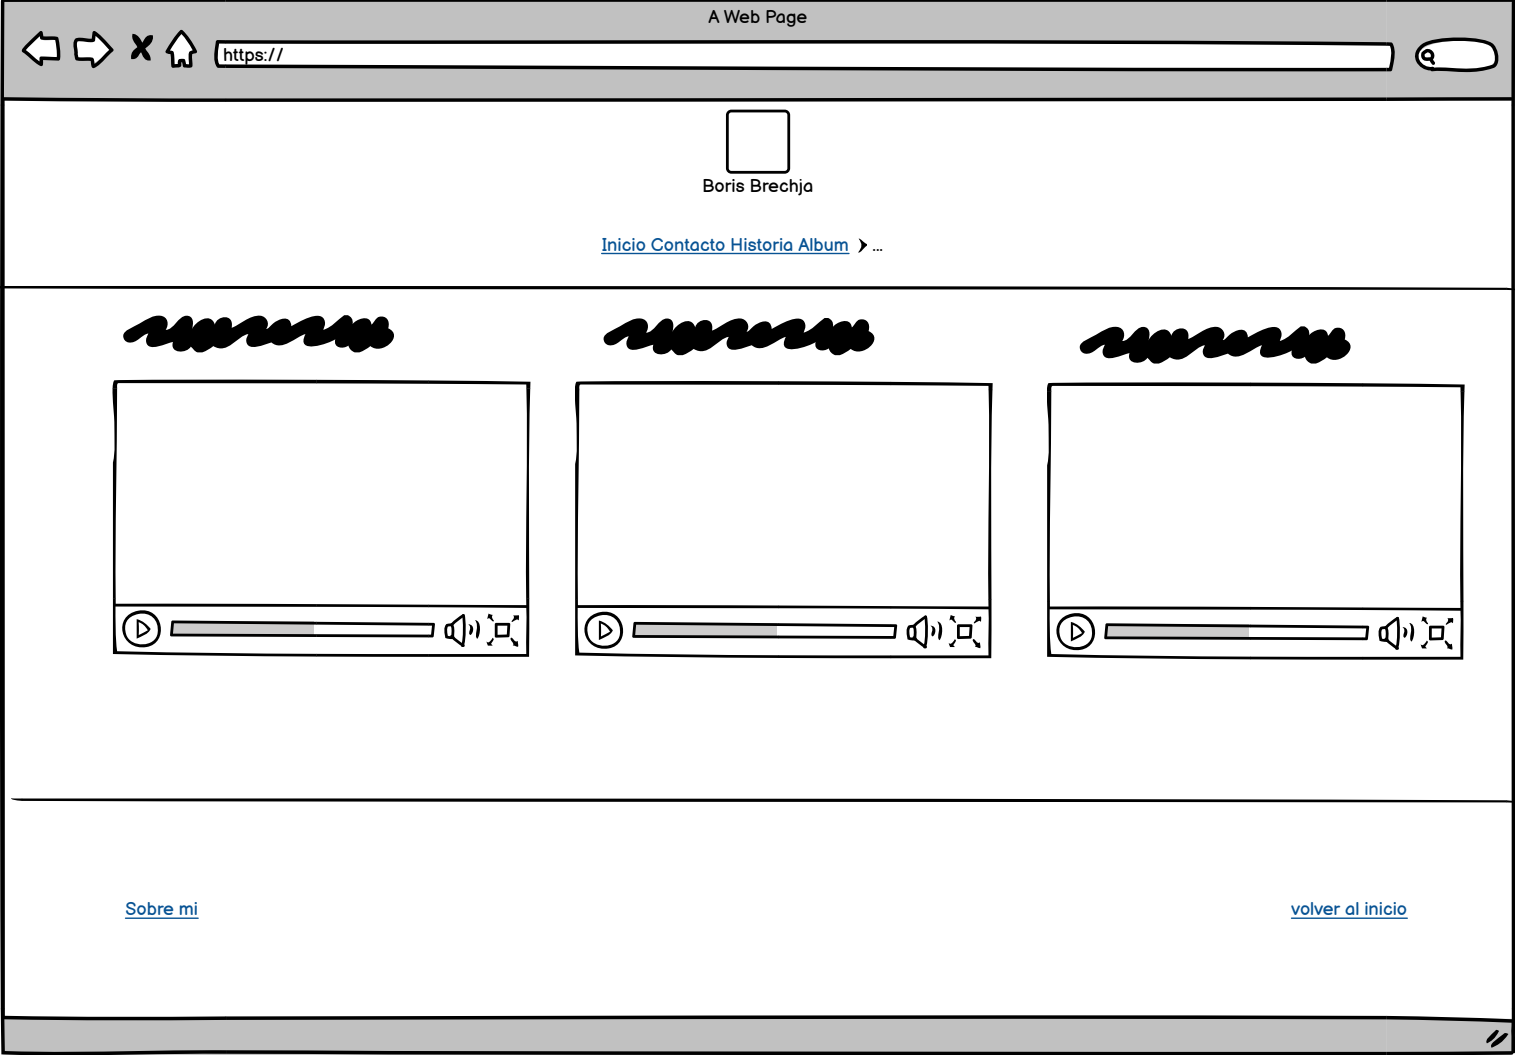 A Web Page
https://
Boris Brechja
Inicio Contacto Historia Album ...
Sobre mi
volver al inicio